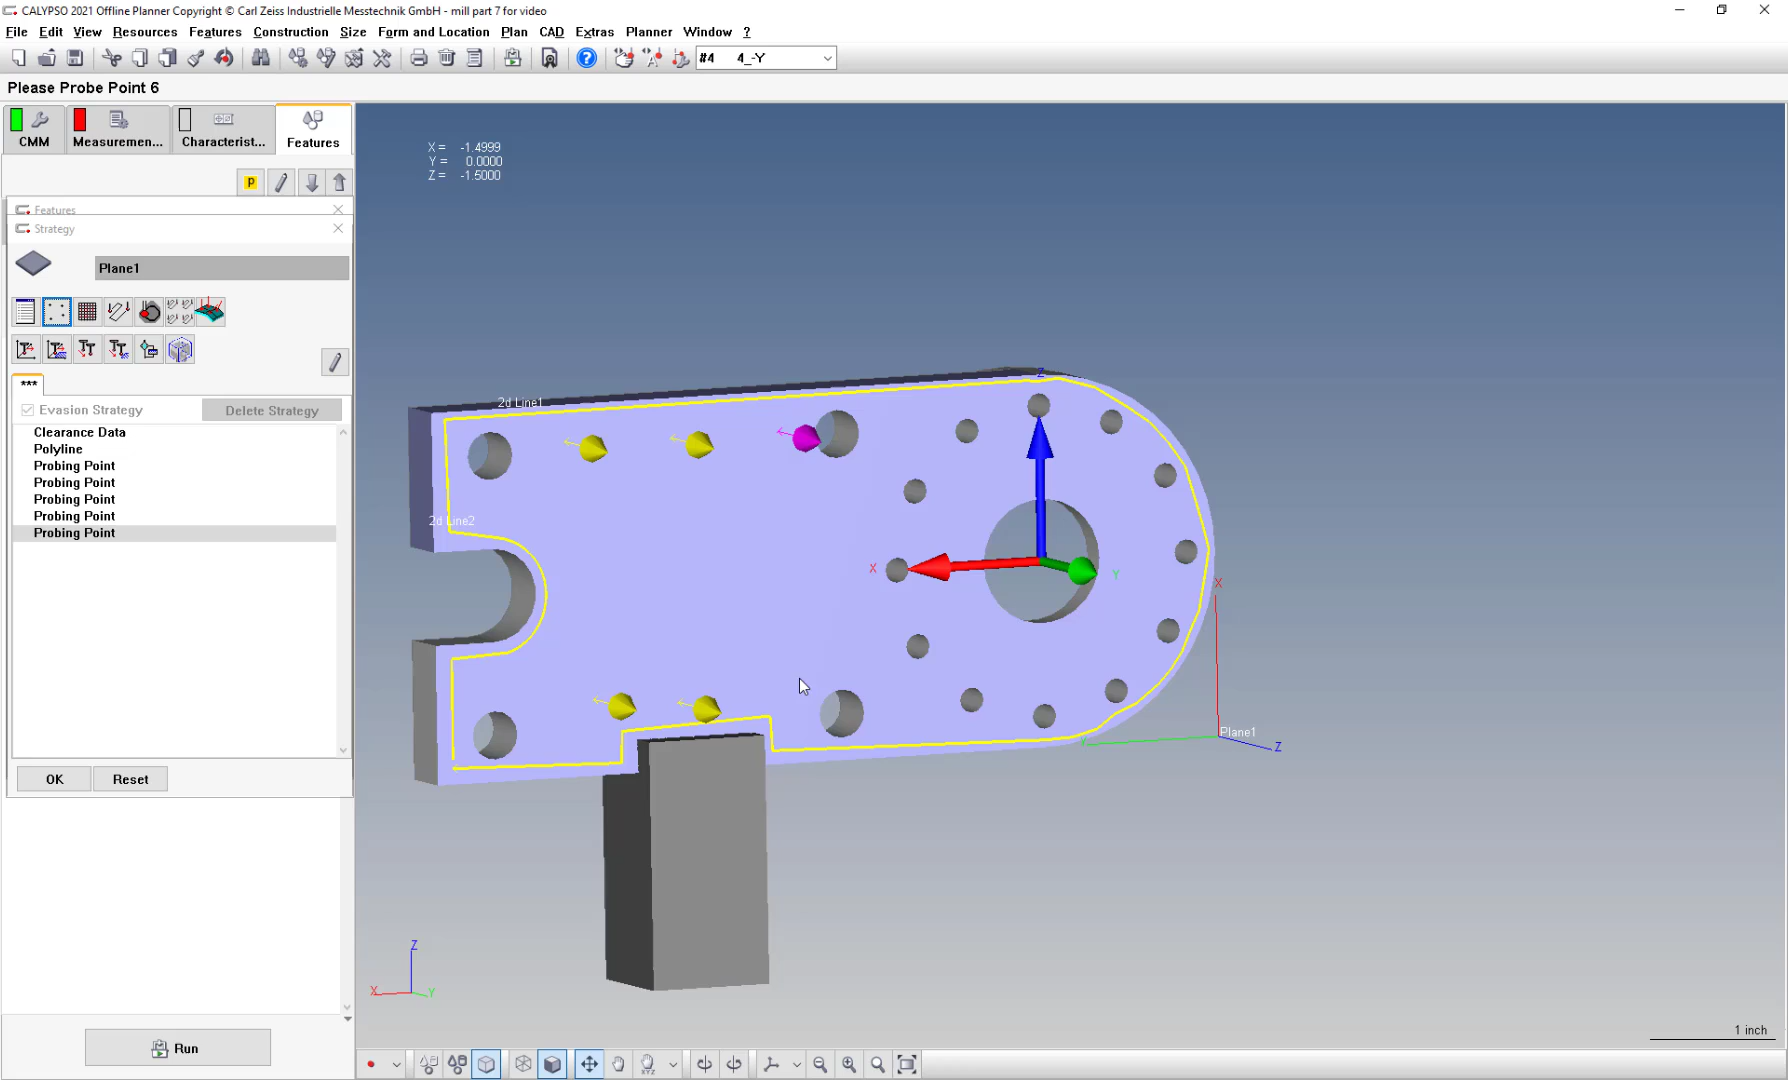 CALYPSO 2021 Offline Planner Copyright © Carl Zeiss Industrielle Messtechnik GmbH - mill part 7 for video
File Edit View Resources Features Construction Size Form and Location Plan CAD Extras Planner Window ?
#4 4_-Y
Please Probe Point 6
CMM Measuremen... Characterist... Features
P
Features
Strategy
Plane1
***
Evasion Strategy Delete Strategy
Clearance Data
Polyline
Probing Point
Probing Point
Probing Point
Probing Point
Probing Point
OK Reset
Run
X = -1.4999
Y = 0.0000
Z = -1.5000
Z
2d Line1
2d Line2
X
Y
X
Plane1
Y
Z
Z
X
Y
1 inch
XYZ